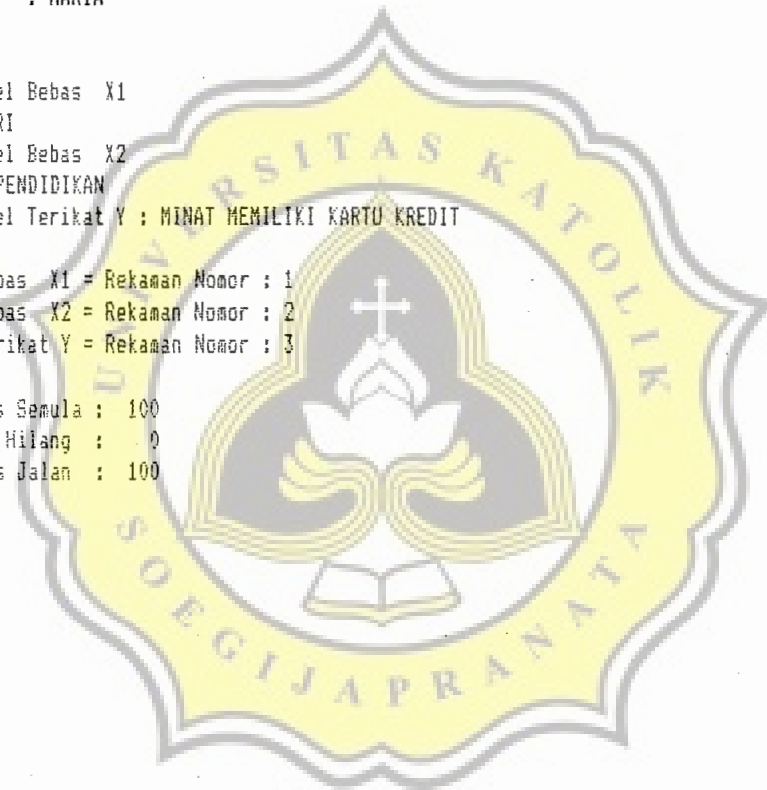 : MARIA
el Bebas X1
RI
el Bebas X2
PENDIDIKAN
el Terikat Y : MINAT MEMILIKI KARTU KREDIT
bas X1 = Rekaman Nomor : 1
bas X2 = Rekaman Nomor : 2
rikat Y = Rekaman Nomor : 3
s Semula : 100
Hilang : 0
s Jalan : 100
UNIVERSITAS KATOLIK
SOEGIJAPRANATA